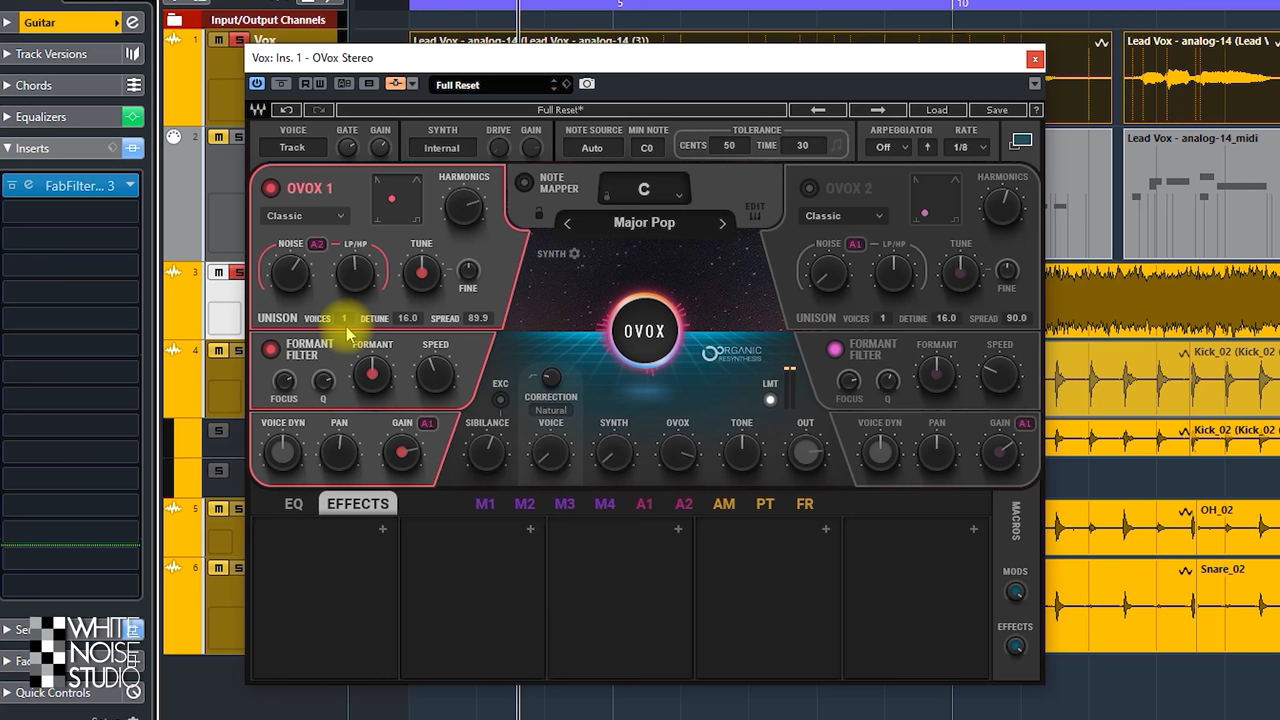 5
10
Guitar
Input/Output Channels
Track Versions
Chords
Equalizers
Inserts
FabFilter... 3
Quick Controls
WHITE
NOISE
STUDIO
1
M
S
Vox
2
M
3
M
4
M
S
S
S
5
M
S
6
M
S
Lead Vox - analog-14 (Lead Vox - analog-14 (3))
Lead Vox - analog-14 (Lead V
Lead Vox - analog-14_midi
Kick_02 (Kick_02
Kick_02 (Kick_02
OH_02
Snare_02
Vox: Ins. 1 - OVox Stereo
x
R W
Full Reset
Full Reset*
Load
Save
?
VOICE
GATE
GAIN
SYNTH
DRIVE
GAIN
NOTE SOURCE
MIN NOTE
TOLERANCE
ARPEGGIATOR
RATE
Track
Internal
Auto
C0
CENTS
50
TIME
30
Off
1/8
OVOX 1
HARMONICS
Classic
NOISE
A2
LP/HP
TUNE
FINE
UNISON
VOICES
1
DETUNE
16.0
SPREAD
89.9
FORMANT
FILTER
FORMANT
SPEED
FOCUS
Q
VOICE DYN
PAN
GAIN
A1
NOTE
MAPPER
C
EDIT
Major Pop
SYNTH
OVOX
ORGANIC
RESYNTHESIS
EXC
CORRECTION
Natural
LMT
SIBILANCE
VOICE
SYNTH
OVOX
TONE
OUT
OVOX 2
HARMONICS
Classic
NOISE
A1
LP/HP
TUNE
FINE
UNISON
VOICES
1
DETUNE
16.0
SPREAD
90.0
FORMANT
FILTER
FORMANT
SPEED
FOCUS
Q
VOICE DYN
PAN
GAIN
A1
EQ
EFFECTS
M1
M2
M3
M4
A1
A2
AM
PT
FR
MACROS
MODS
EFFECTS